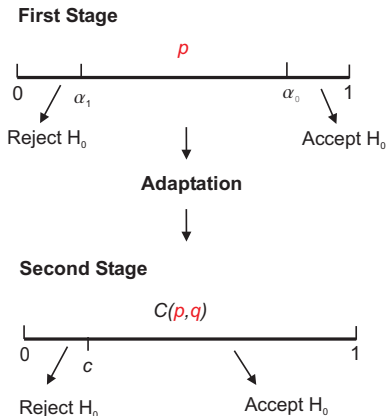 First Stage
p
0 α₁ α₀ 1
Reject H₀ Accept H₀
Adaptation
Second Stage
C(p,q)
0 c 1
Reject H₀ Accept H₀